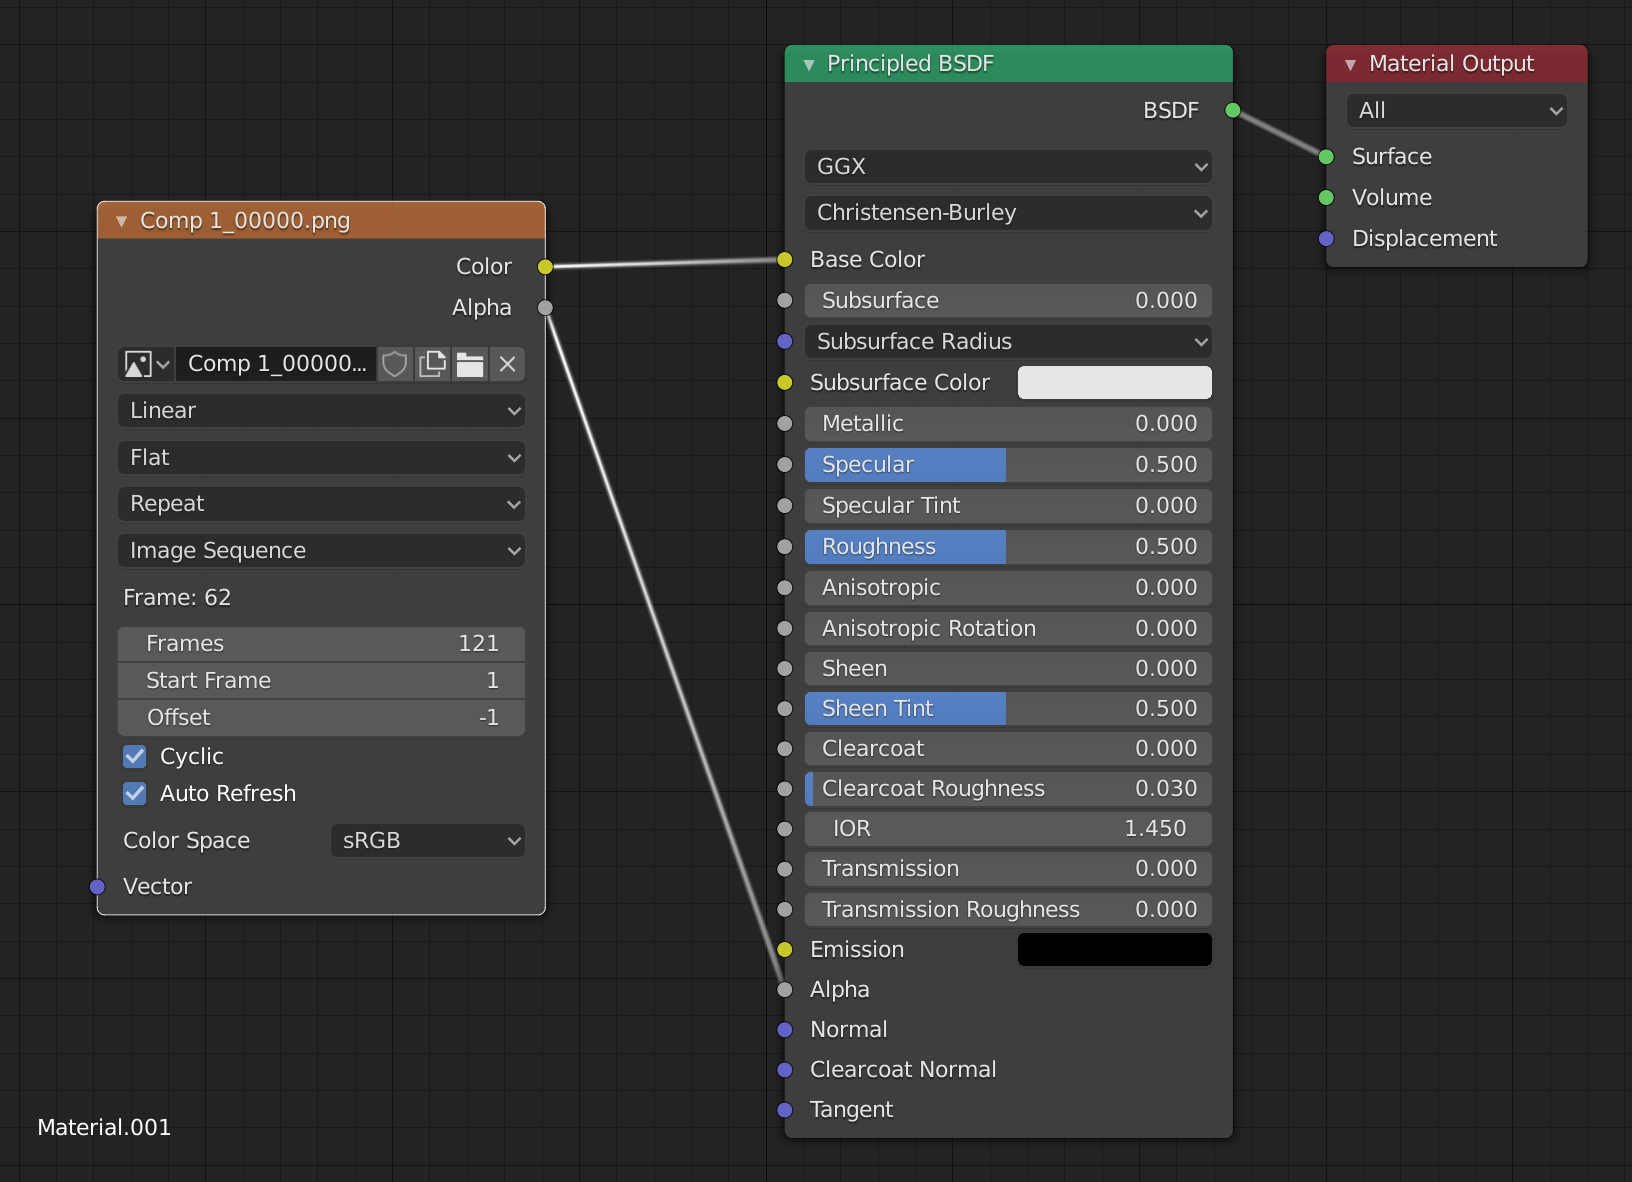 Comp 1_00000.png
Color
Alpha
Comp 1_00000...
Linear
Flat
Repeat
Image Sequence
Frame: 62
Frames 121
Start Frame 1
Offset -1
Cyclic
Auto Refresh
Color Space sRGB
Vector
Principled BSDF
BSDF
GGX
Christensen-Burley
Base Color
Subsurface 0.000
Subsurface Radius
Subsurface Color
Metallic 0.000
Specular 0.500
Specular Tint 0.000
Roughness 0.500
Anisotropic 0.000
Anisotropic Rotation 0.000
Sheen 0.000
Sheen Tint 0.500
Clearcoat 0.000
Clearcoat Roughness 0.030
IOR 1.450
Transmission 0.000
Transmission Roughness 0.000
Emission
Alpha
Normal
Clearcoat Normal
Tangent
Material Output
All
Surface
Volume
Displacement
Material.001